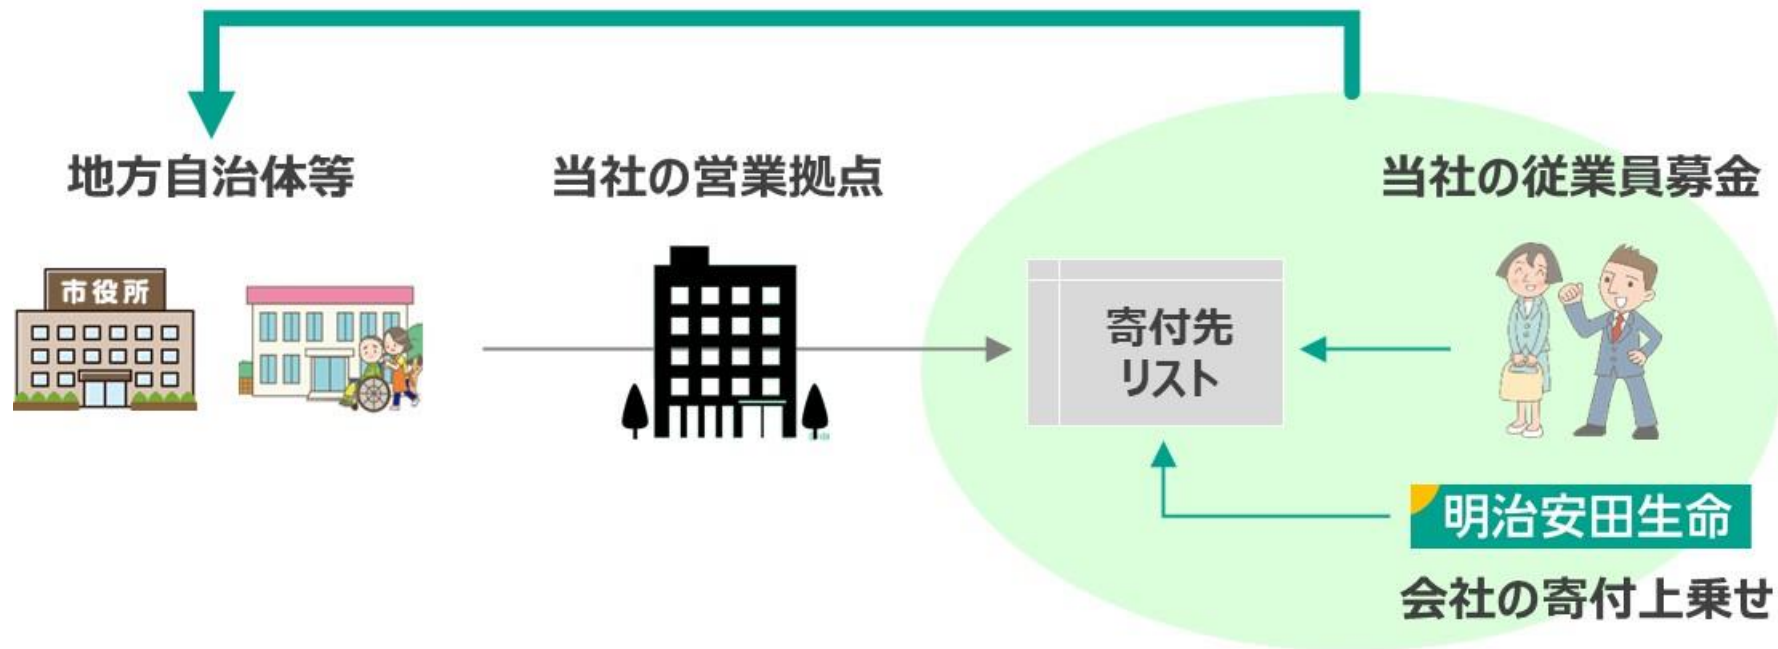 地方自治体等
当社の営業拠点
当社の従業員募金
市役所
寄付先
リスト
明治安田生命
会社の寄付上乗せ